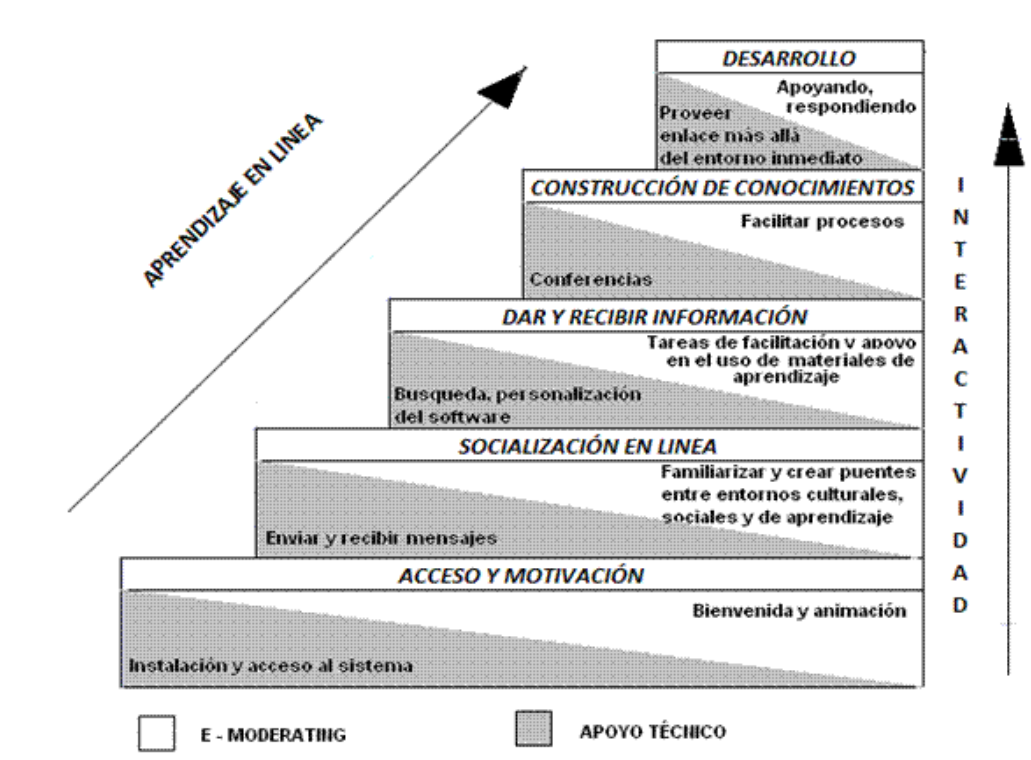 DESARROLLO
Apoyando,
respondiendo
Proveer
enlace más allá
del entorno inmediato
CONSTRUCCIÓN DE CONOCIMIENTOS
Facilitar procesos
Conferencias
DAR Y RECIBIR INFORMACIÓN
Tareas de facilitación y apoyo
en el uso de materiales de
aprendizaje
Busqueda, personalización
del software
SOCIALIZACIÓN EN LINEA
Familiarizar y crear puentes
entre entornos culturales,
sociales y de aprendizaje
Enviar y recibir mensajes
ACCESO Y MOTIVACIÓN
Bienvenida y animación
Instalación y acceso al sistema
APRENDIZAJE EN LINEA
INTERACTIVIDAD
E - MODERATING
APOYO TÉCNICO